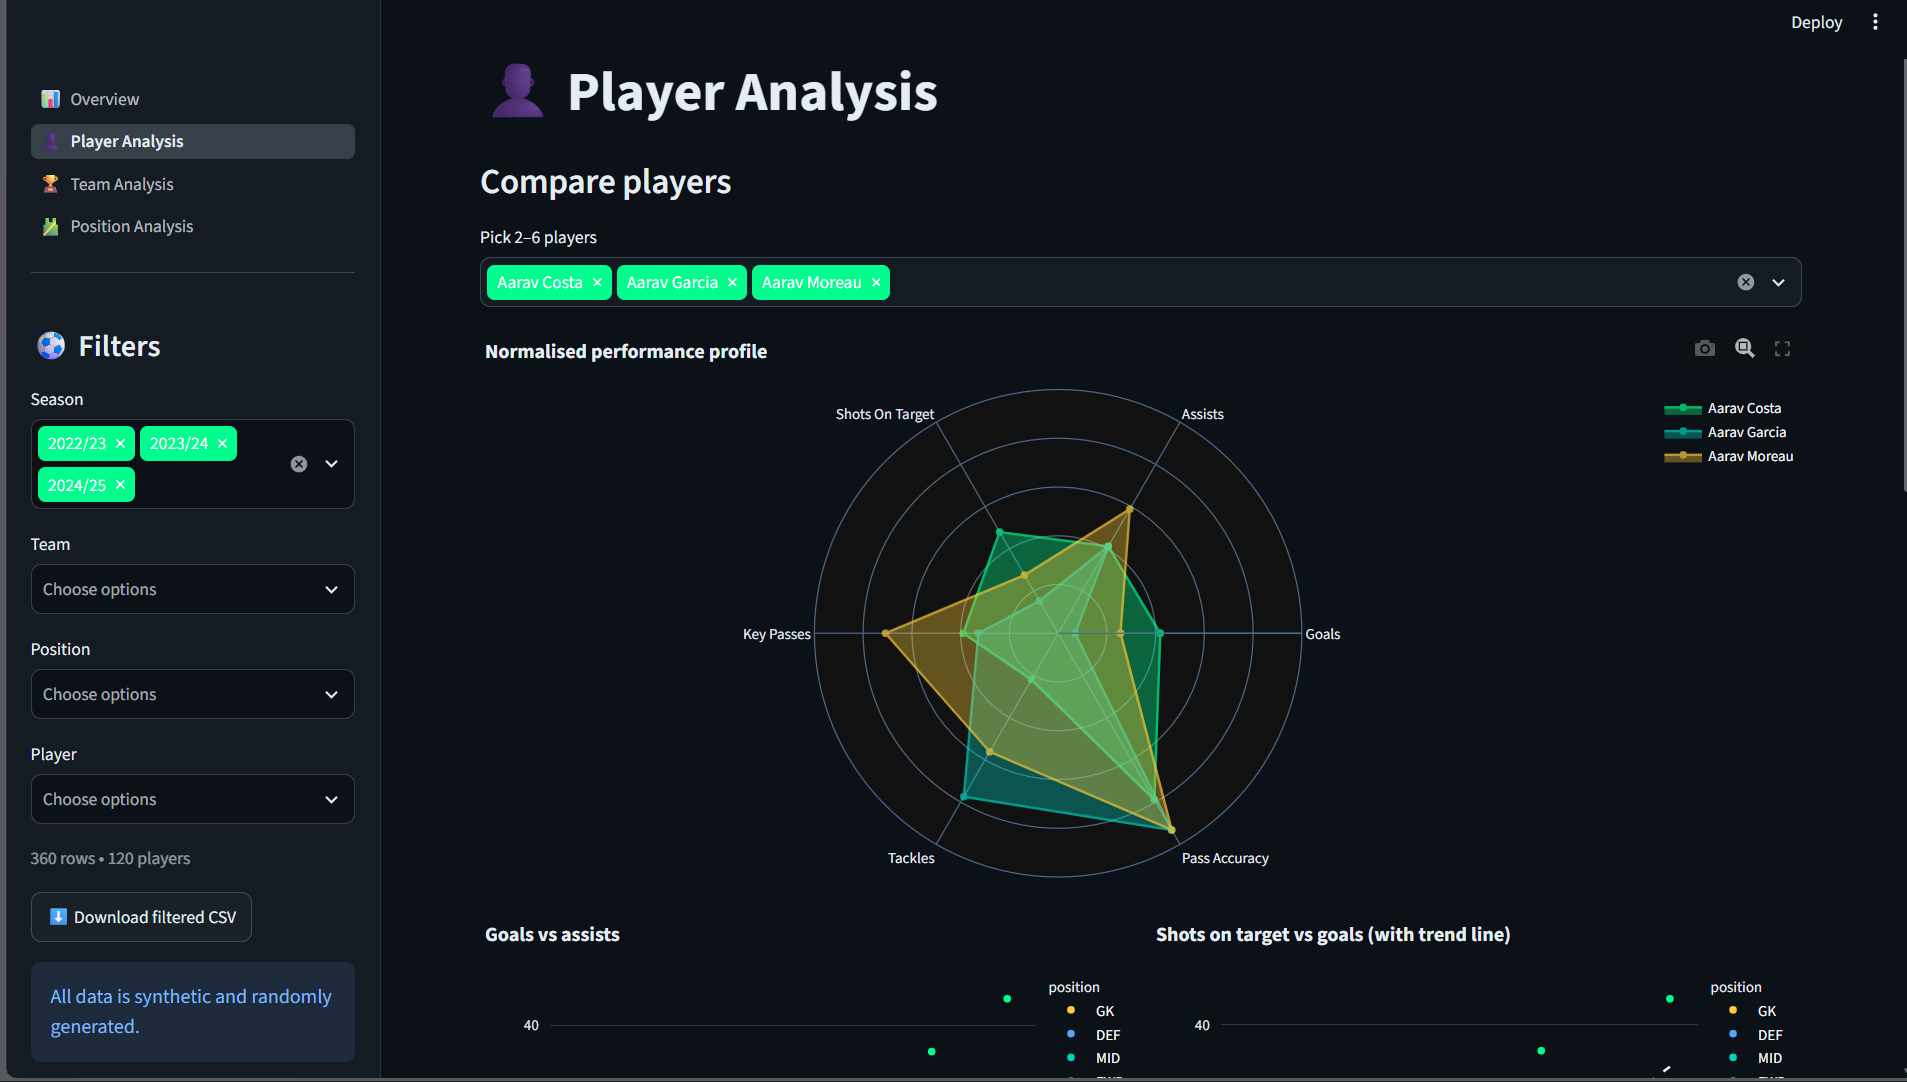 Deploy
Overview
Player Analysis
Team Analysis
Position Analysis
Filters
Season
2022/23
2023/24
2024/25
Team
Choose options
Position
Choose options
Player
Choose options
360 rows • 120 players
Download filtered CSV
All data is synthetic and randomly
generated.
Player Analysis
Compare players
Pick 2–6 players
Aarav Costa
Aarav Garcia
Aarav Moreau
Normalised performance profile
Shots On Target
Assists
Key Passes
Goals
Tackles
Pass Accuracy
Aarav Costa
Aarav Garcia
Aarav Moreau
Goals vs assists
40
position
GK
DEF
MID
Shots on target vs goals (with trend line)
40
position
GK
DEF
MID